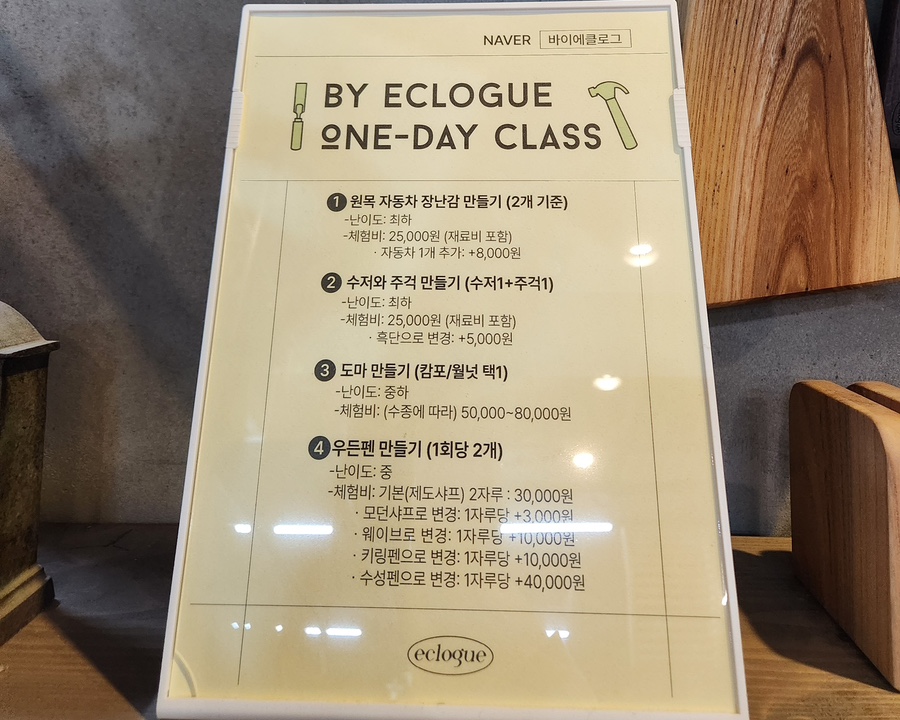 NAVER 바이에클로그
BY ECLOGUE
ONE-DAY CLASS
1 원목 자동차 장난감 만들기 (2개 기준)
-난이도: 최하
-체험비: 25,000원 (재료비 포함)
· 자동차 1개 추가: +8,000원
2 수저와 주걱 만들기 (수저1+주걱1)
-난이도: 최하
-체험비: 25,000원 (재료비 포함)
· 흑단으로 변경: +5,000원
3 도마 만들기 (캄포/월넛 택1)
-난이도: 중하
-체험비: (수종에 따라) 50,000~80,000원
4 우든펜 만들기 (1회당 2개)
-난이도: 중
-체험비: 기본(제도샤프) 2자루 : 30,000원
· 모던샤프로 변경: 1자루당 +3,000원
· 웨이브로 변경: 1자루당 +10,000원
· 키링펜으로 변경: 1자루당 +10,000원
· 수성펜으로 변경: 1자루당 +40,000원
eclogue